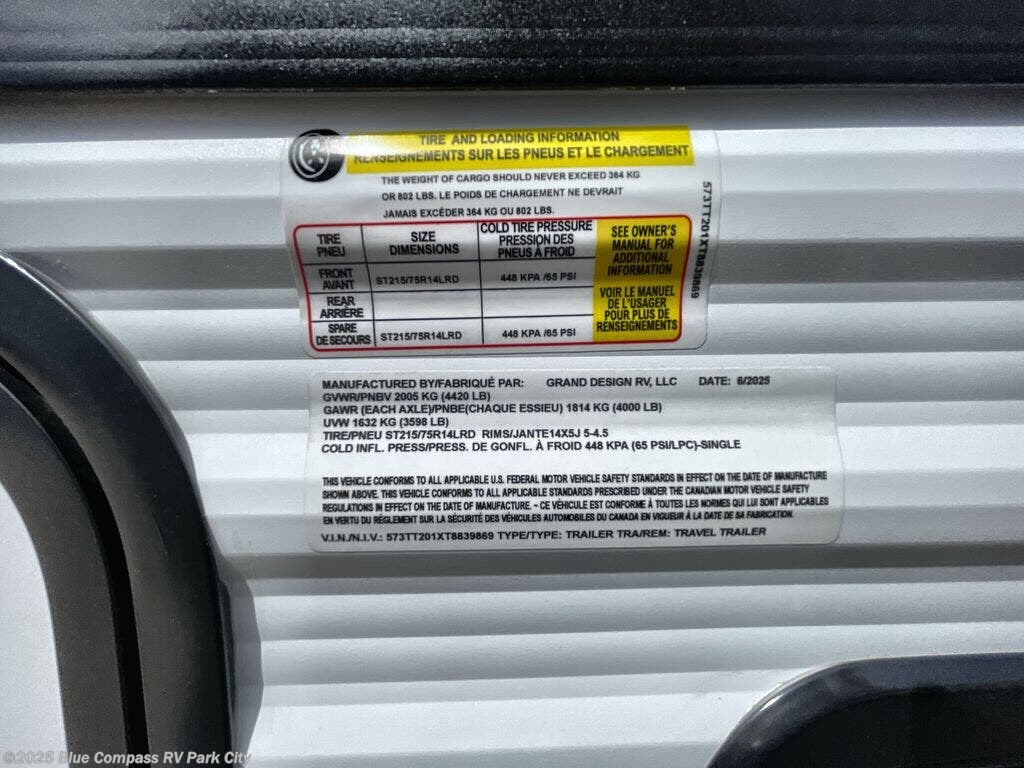 TIRE AND LOADING INFORMATION
RENSEIGNEMENTS SUR LES PNEUS ET LE CHARGEMENT
THE WEIGHT OF CARGO SHOULD NEVER EXCEED 364 KG
OR 802 LBS. LE POIDS DE CHARGEMENT NE DEVRAIT
JAMAIS EXCÉDER 364 KG OU 802 LBS.
TIRE
PNEU
SIZE
DIMENSIONS
COLD TIRE PRESSURE
PRESSION DES
PNEUS À FROID
FRONT
AVANT
ST215/75R14LRD
448 KPA /65 PSI
REAR
ARRIÈRE
SPARE
DE SECOURS
ST215/75R14LRD
448 KPA /65 PSI
SEE OWNER'S
MANUAL FOR
ADDITIONAL
INFORMATION
VOIR LE MANUEL
DE L'USAGER
POUR PLUS DE
RENSEIGNEMENTS
573TT201XT8839869
MANUFACTURED BY/FABRIQUÉ PAR: GRAND DESIGN RV, LLC DATE: 6/2025
GVWR/PNBV 2005 KG (4420 LB)
GAWR (EACH AXLE)/PNBE(CHAQUE ESSIEU) 1814 KG (4000 LB)
UVW 1632 KG (3598 LB)
TIRE/PNEU ST215/75R14LRD RIMS/JANTE14X5J 5-4.5
COLD INFL. PRESS/PRESS. DE GONFL. À FROID 448 KPA (65 PSI/LPC)-SINGLE
THIS VEHICLE CONFORMS TO ALL APPLICABLE U.S. FEDERAL MOTOR VEHICLE SAFETY STANDARDS IN EFFECT ON THE DATE OF MANUFACTURE
SHOWN ABOVE. THIS VEHICLE CONFORMS TO ALL APPLICABLE STANDARDS PRESCRIBED UNDER THE CANADIAN MOTOR VEHICLE SAFETY
REGULATIONS IN EFFECT ON THE DATE OF MANUFACTURE. ~ CE VÉHICULE EST CONFORME À TOUTES LES NORMES QUI LUI SONT APPLICABLES
EN VERTU DU RÉGLEMENT SUR LA SÉCURITÉ DES VÉHICULES AUTOMOBILES DU CANADA EN VIGUEUR À LA DATE DE SA FABRICATION.
V.I.N./N.I.V.: 573TT201XT8839869 TYPE/TYPE: TRAILER TRA/REM: TRAVEL TRAILER
©2025 Blue Compass RV Park City